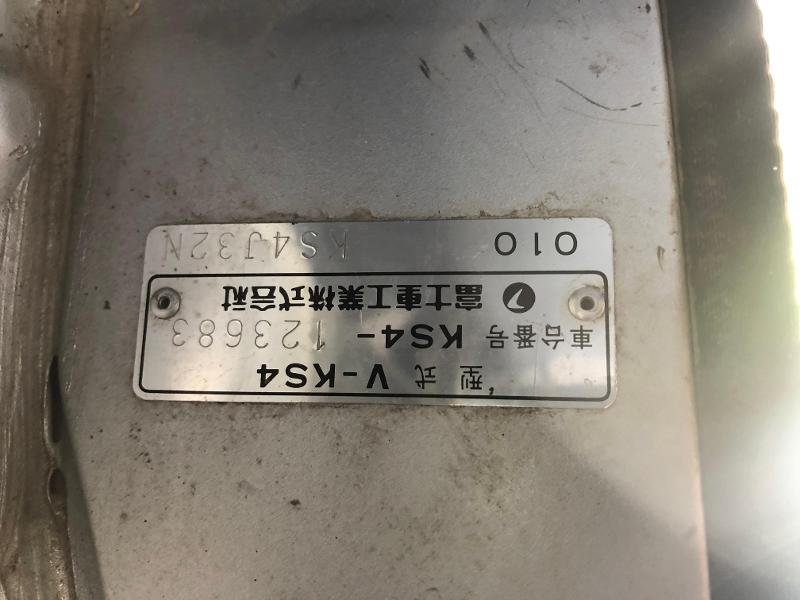 型式 V-KS4
車台番号 KS4-123683
富士重工業株式会社
010 KS4J32N